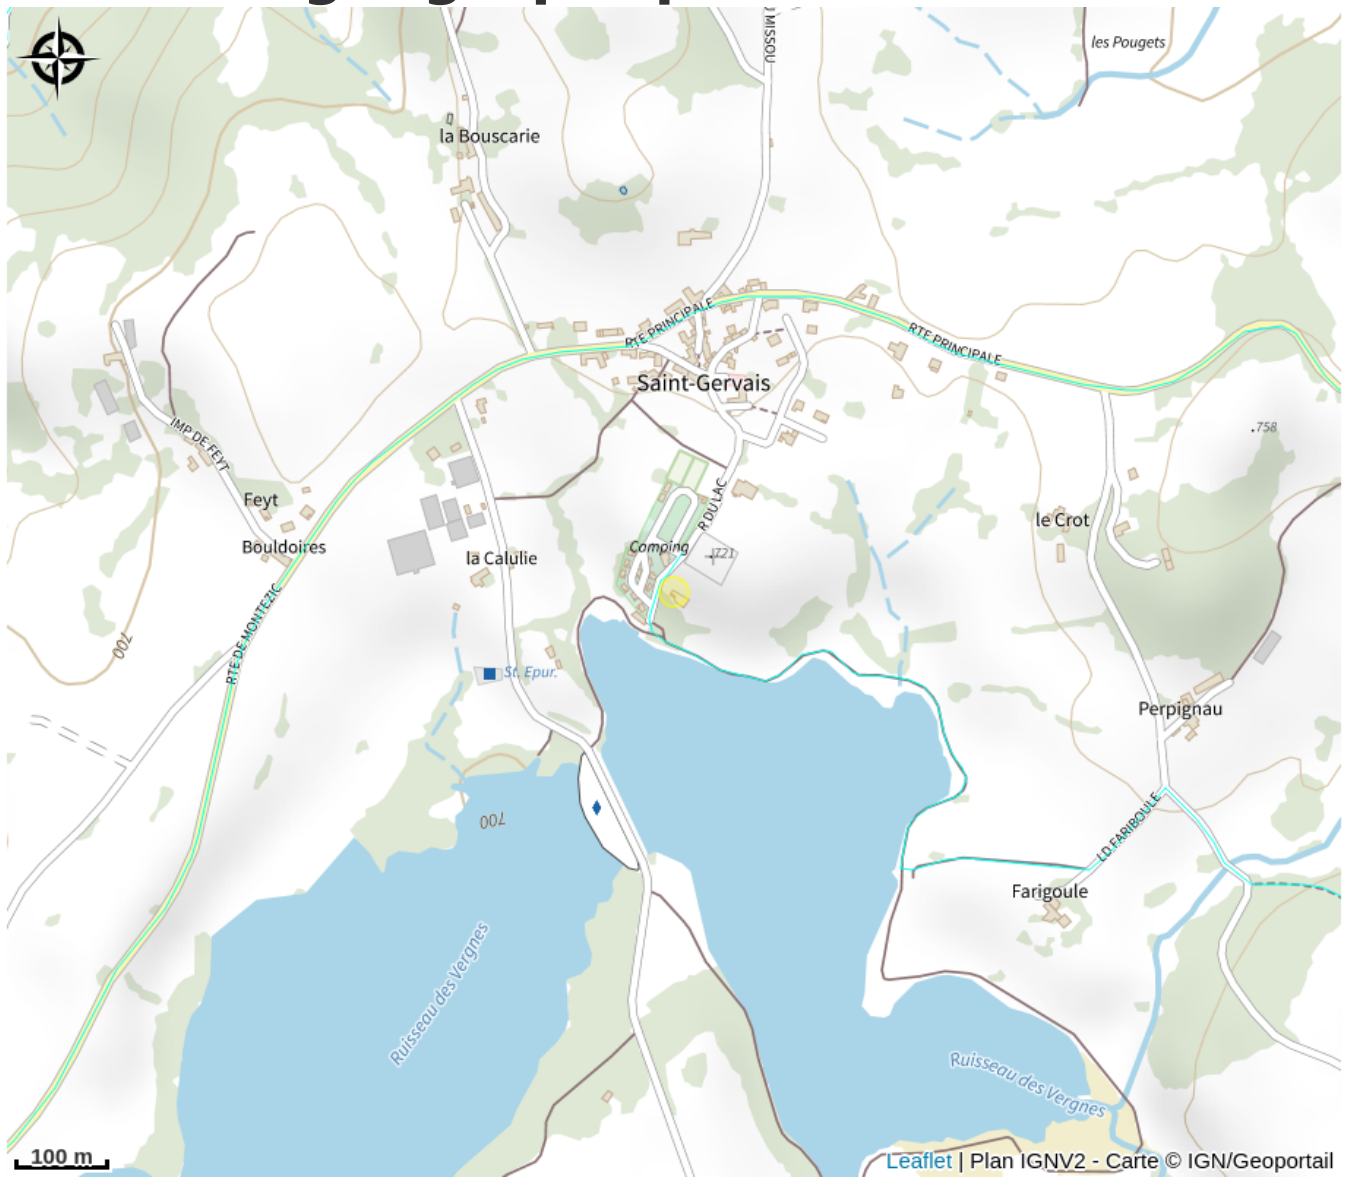 MISSOU
les Pougets
la Bouscarie
RTE PRINCIPALE
RTE PRINCIPALE
Saint-Gervais
IMP DE FEYT
758
Feyt
R DU LAC
le Crot
Bouldoires
Camping
721
la Calulie
RTE DE MONTEZIC
700
St. Epur.
Perpignau
700
LD FARIBOULE
Farigoule
Ruisseau des Vergnes
Ruisseau des Vergnes
100 m
Leaflet | Plan IGNV2 - Carte © IGN/Geoportail